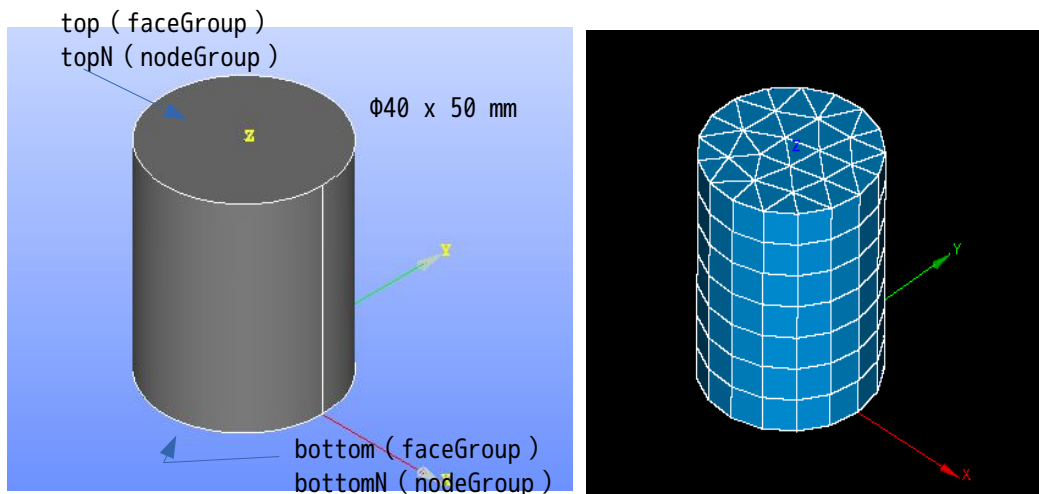 top ( faceGroup )
topN ( nodeGroup )
Φ40 x 50 mm
Z
Y
bottom ( faceGroup )
bottomN ( nodeGroup )
Z
Y
X